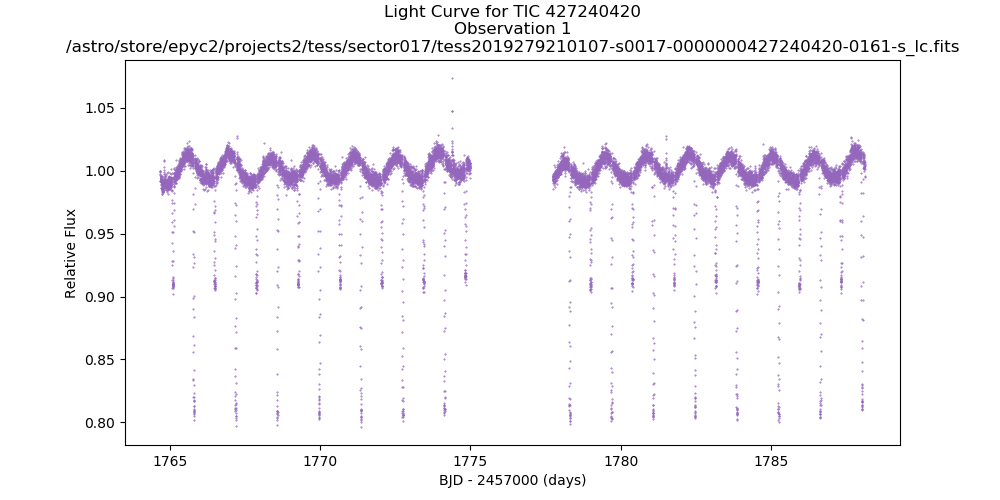 Light Curve for TIC 427240420
Observation 1
/astro/store/epyc2/projects2/tess/sector017/tess2019279210107-s0017-0000000427240420-0161-s_lc.fits
1.05
1.00
0.95
0.90
0.85
0.80
Relative Flux
1765
1770
1775
1780
1785
BJD - 2457000 (days)